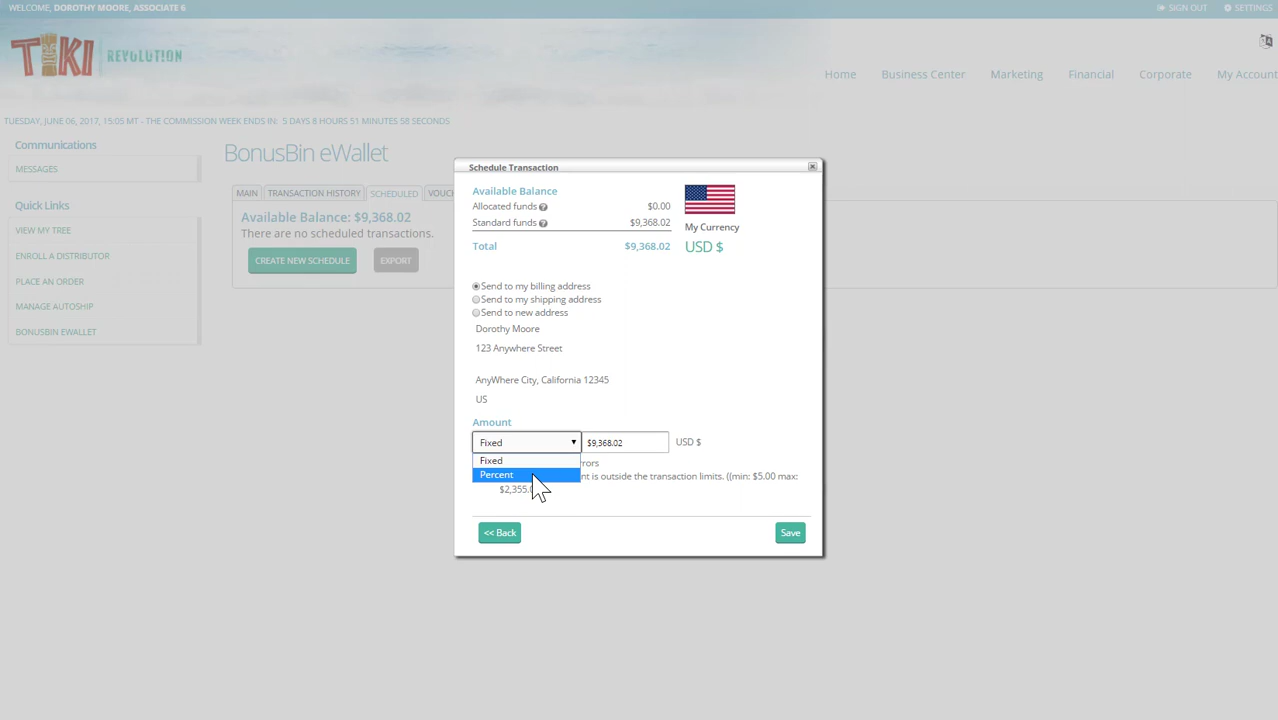 WELCOME, DOROTHY MOORE, ASSOCIATE 6
SIGN OUT
SETTINGS
TIKI REVOLUTION
Home
Business Center
Marketing
Financial
Corporate
My Account
TUESDAY, JUNE 06, 2017, 15:05 MT - THE COMMISSION WEEK ENDS IN: 5 DAYS 8 HOURS 51 MINUTES 58 SECONDS
Communications
MESSAGES
Quick Links
VIEW MY TREE
ENROLL A DISTRIBUTOR
PLACE AN ORDER
MANAGE AUTOSHIP
BONUSBIN EWALLET
BonusBin eWallet
MAIN
TRANSACTION HISTORY
SCHEDULED
VOUC
Available Balance: $9,368.02
There are no scheduled transactions.
CREATE NEW SCHEDULE
EXPORT
Schedule Transaction
Available Balance
Allocated funds ? $0.00
Standard funds ? $9,368.02
Total $9,368.02
My Currency
USD $
Send to my billing address
Send to my shipping address
Send to new address
Dorothy Moore
123 Anywhere Street
AnyWhere City, California 12345
US
Amount
Fixed $9,368.02 USD $
Fixed
Percent
rrors
nt is outside the transaction limits. ((min: $5.00 max:
$2,355.
<< Back
Save